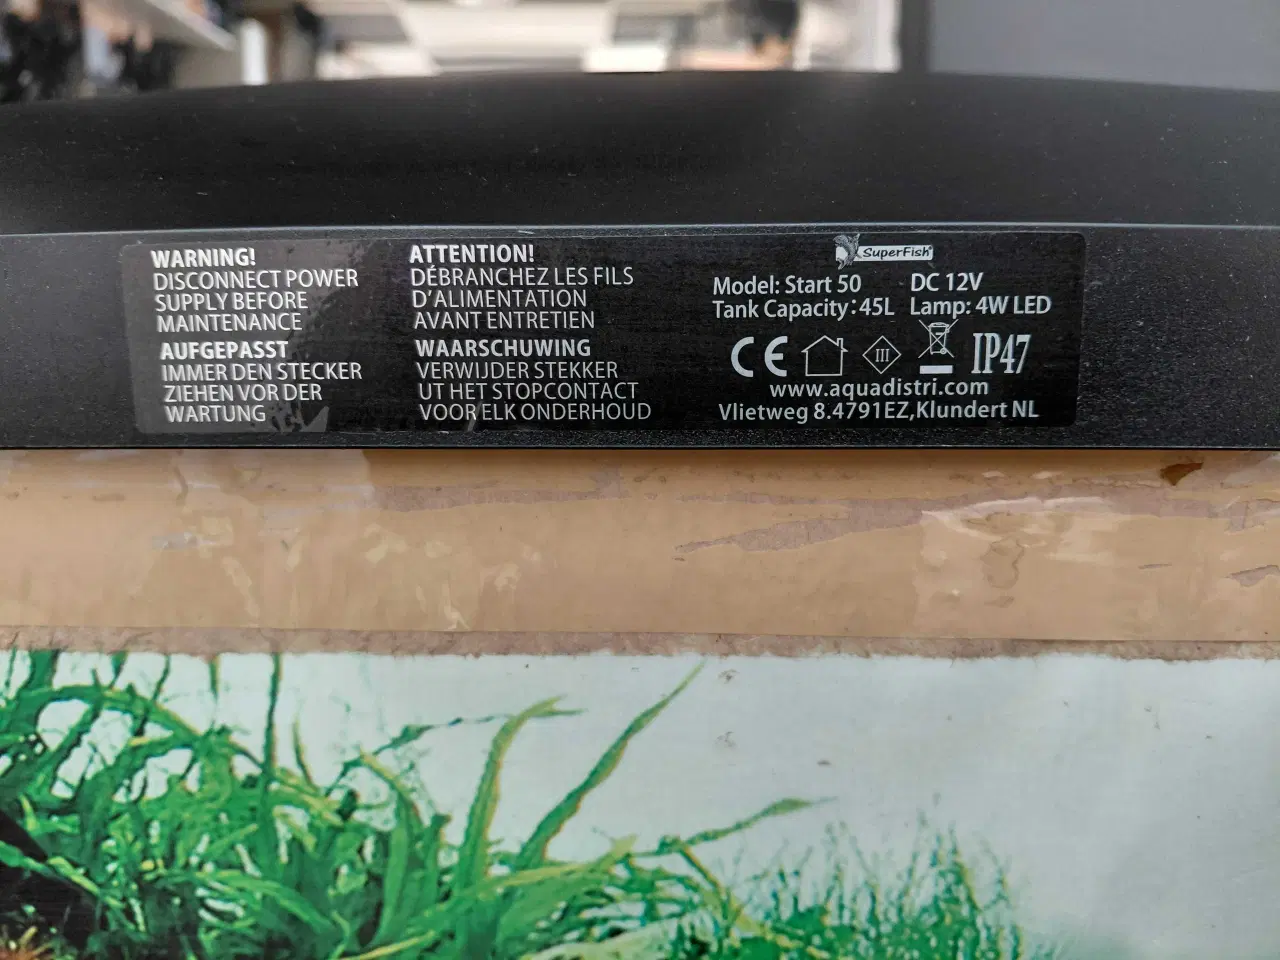 WARNING!
DISCONNECT POWER
SUPPLY BEFORE
MAINTENANCE
AUFGEPASST
IMMER DEN STECKER
ZIEHEN VOR DER
WARTUNG
ATTENTION!
DÉBRANCHEZ LES FILS
D'ALIMENTATION
AVANT ENTRETIEN
WAARSCHUWING
VERWIJDER STEKKER
UT HET STOPCONTACT
VOOR ELK ONDERHOUD
SuperFish
Model: Start 50 DC 12V
Tank Capacity: 45L Lamp: 4W LED
CE III IP47
www.aquadistri.com
Vlietweg 8.4791EZ,Klundert NL